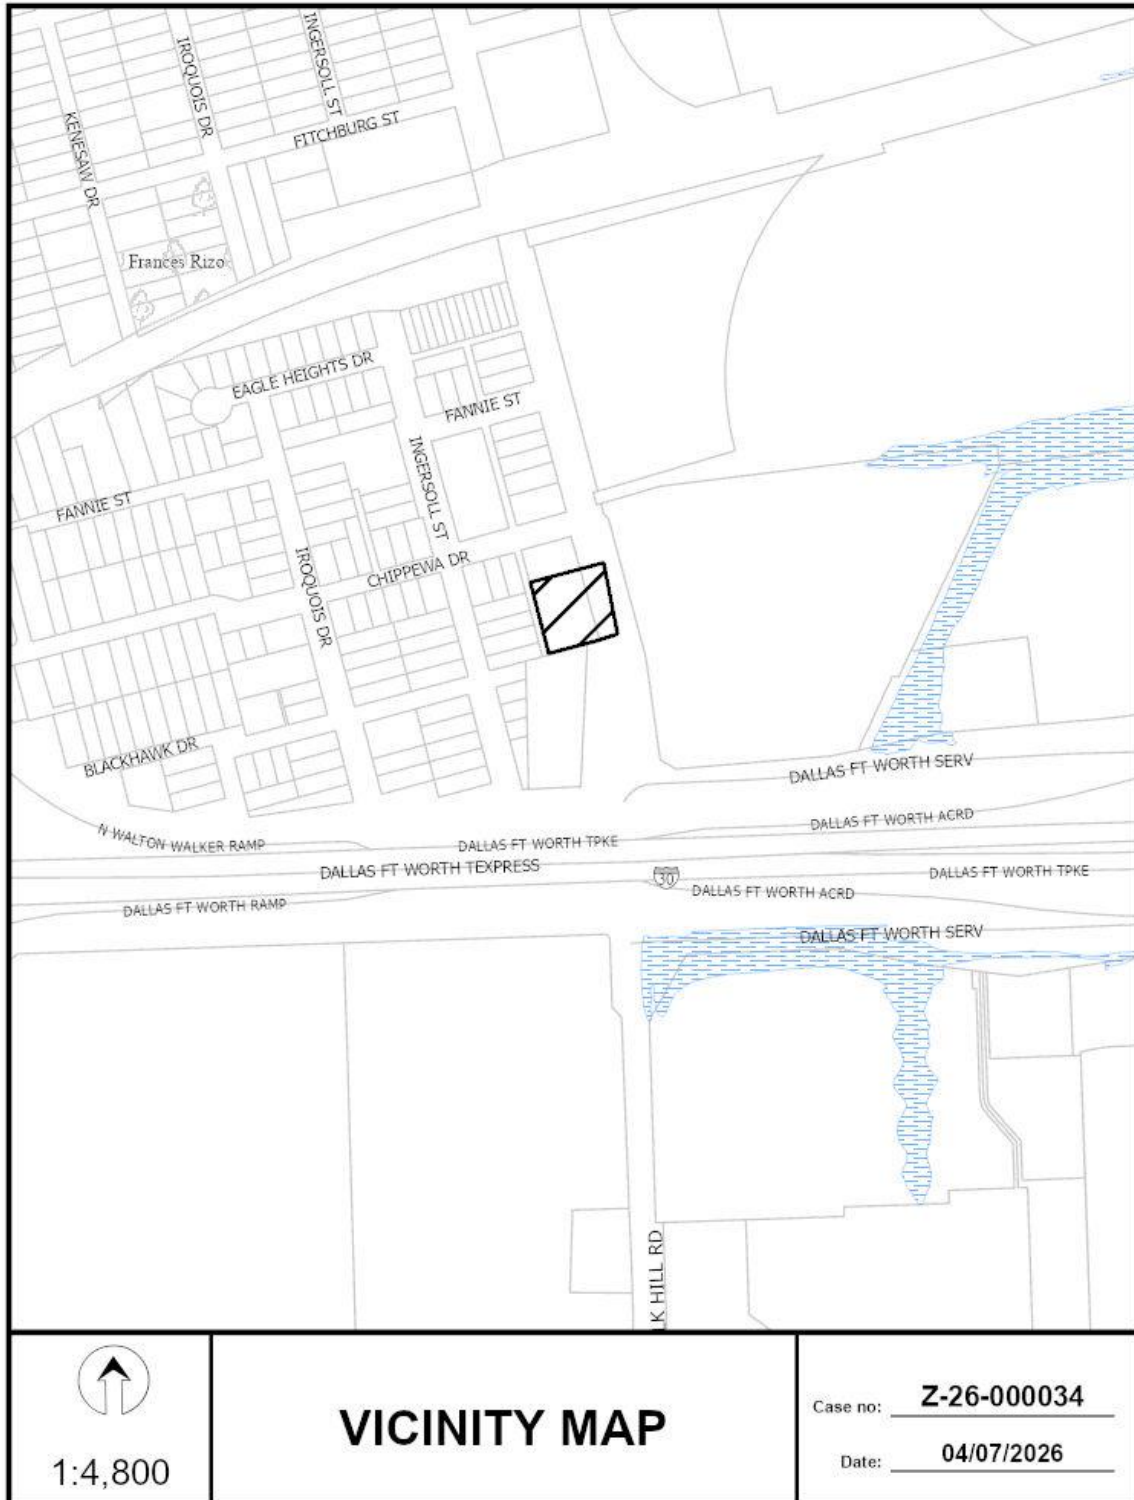 INGERSOLL ST
IROQUOIS DR
KENESAW DR
FITCHBURG ST
Frances Rizo
EAGLE HEIGHTS DR
FANNIE ST
INGERSOLL ST
FANNIE ST
CHIPPEWA DR
IROQUOIS DR
BLACKHAWK DR
DALLAS FT WORTH SERV
DALLAS FT WORTH ACRD
N WALTON WALKER RAMP
DALLAS FT WORTH TPKE
DALLAS FT WORTH TEXPRESS
30
DALLAS FT WORTH TPKE
DALLAS FT WORTH ACRD
DALLAS FT WORTH RAMP
DALLAS FT WORTH SERV
LK HILL RD
1:4,800
VICINITY MAP
Case no: Z-26-000034
Date: 04/07/2026